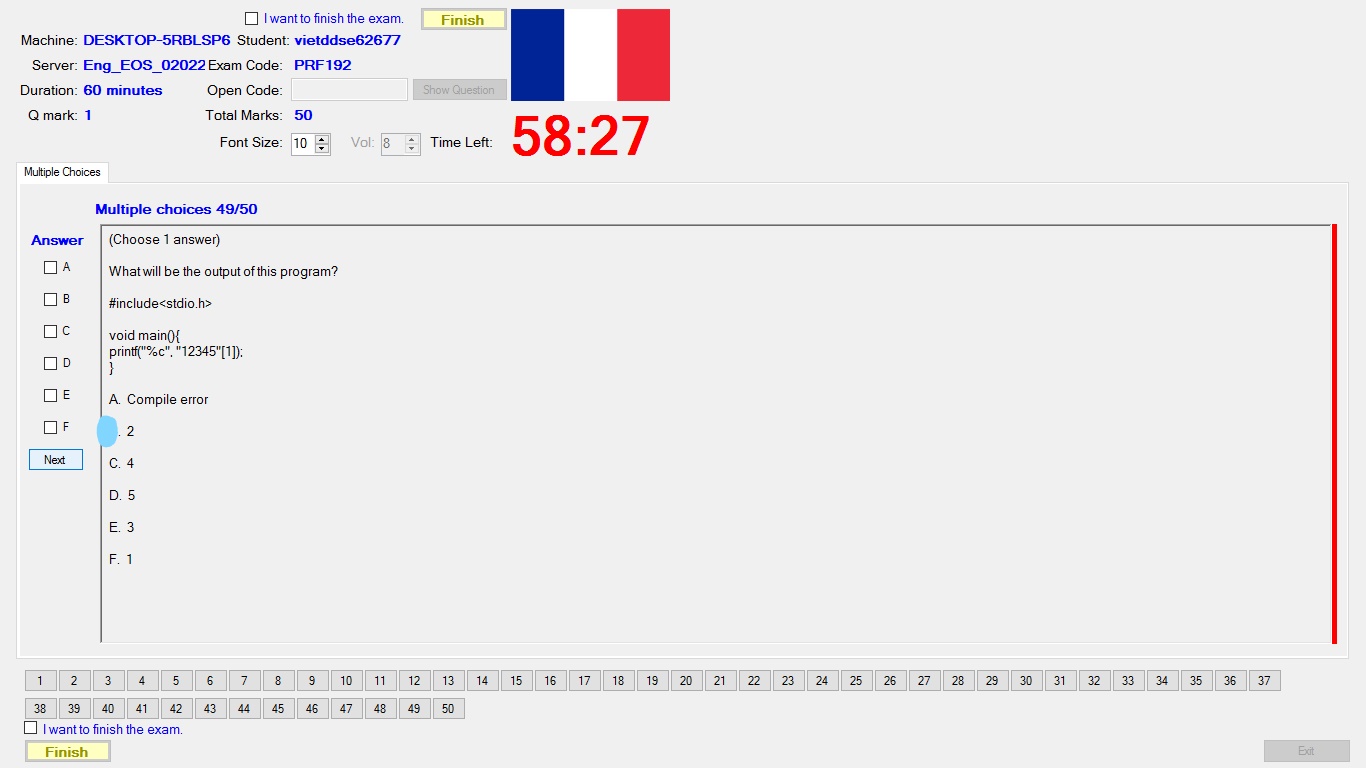 I want to finish the exam. Finish
Machine: DESKTOP-5RBLSP6 Student: vietddse62677
Server: Eng_EOS_02022 Exam Code: PRF192
Duration: 60 minutes Open Code: Show Question
Q mark: 1 Total Marks: 50
Font Size: 10 Vol: 8 Time Left: 58:27
Multiple Choices
Multiple choices 49/50
Answer
A
B
C
D
E
F
Next
(Choose 1 answer)
What will be the output of this program?
#include<stdio.h>
void main(){
printf("%c", "12345"[1]);
}
A. Compile error
. 2
C. 4
D. 5
E. 3
F. 1
1 2 3 4 5 6 7 8 9 10 11 12 13 14 15 16 17 18 19 20 21 22 23 24 25 26 27 28 29 30 31 32 33 34 35 36 37
38 39 40 41 42 43 44 45 46 47 48 49 50
I want to finish the exam.
Finish Exit